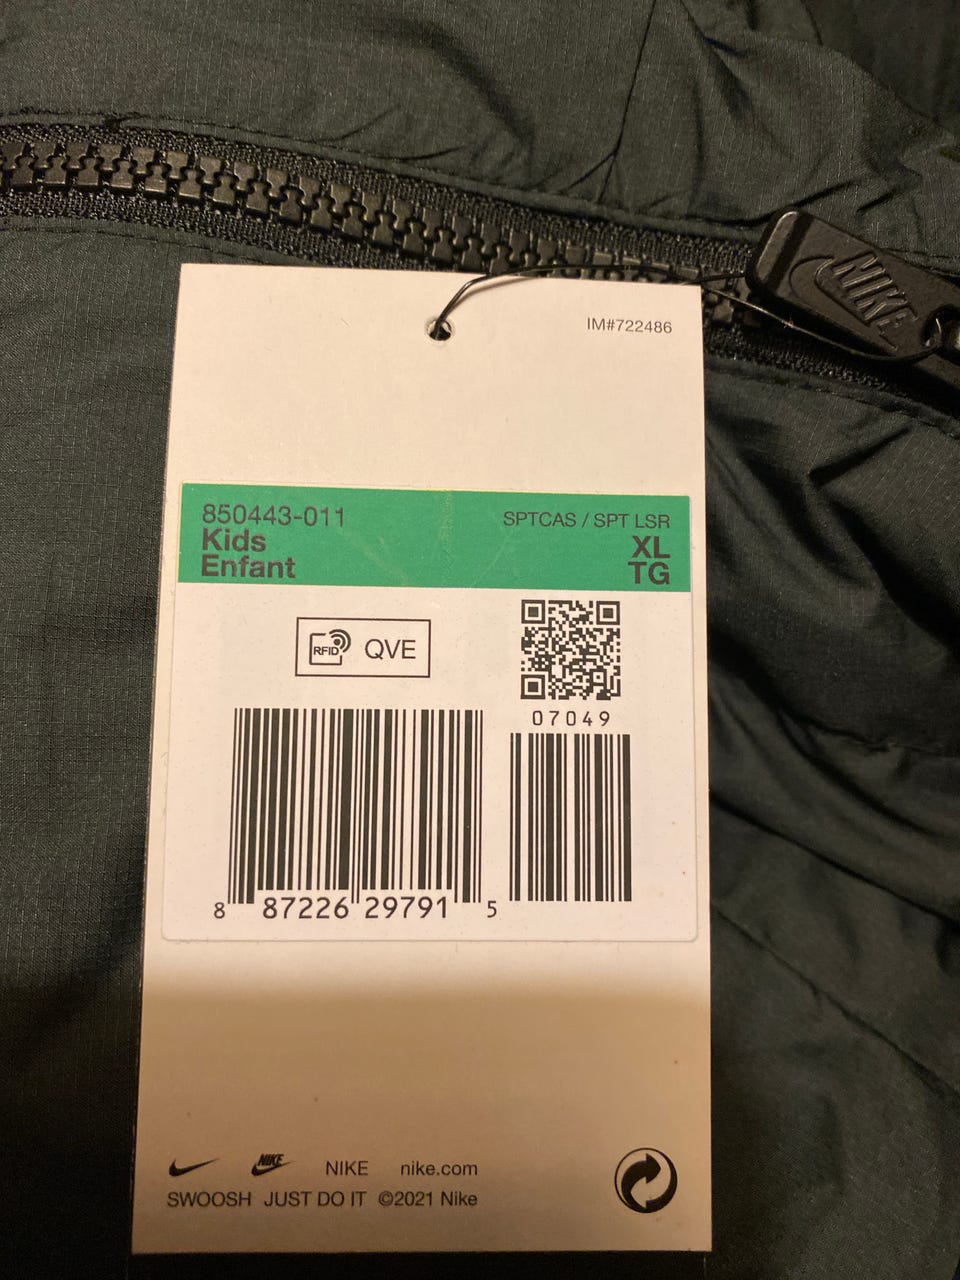 NIKE
IM#722486
850443-011 SPTCAS / SPT LSR
Kids XL
Enfant TG
RFID QVE
07049
8 87226 29791 5
NIKE NIKE nike.com
SWOOSH JUST DO IT ©2021 Nike